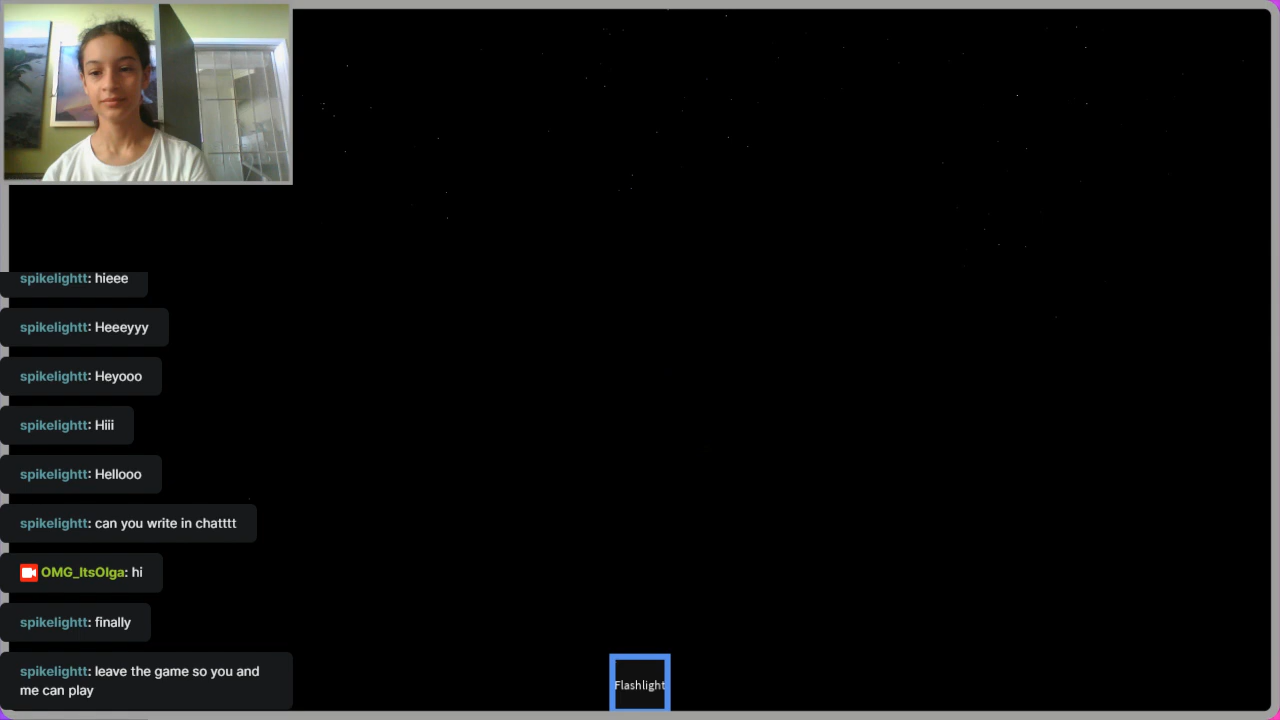 spikelightt: hieee
spikelightt: Heeeyyy
spikelightt: Heyooo
spikelightt: Hiii
spikelightt: Hellooo
spikelightt: can you write in chatttt
OMG_ItsOlga: hi
spikelightt: finally
spikelightt: leave the game so you and
me can play
Flashlight